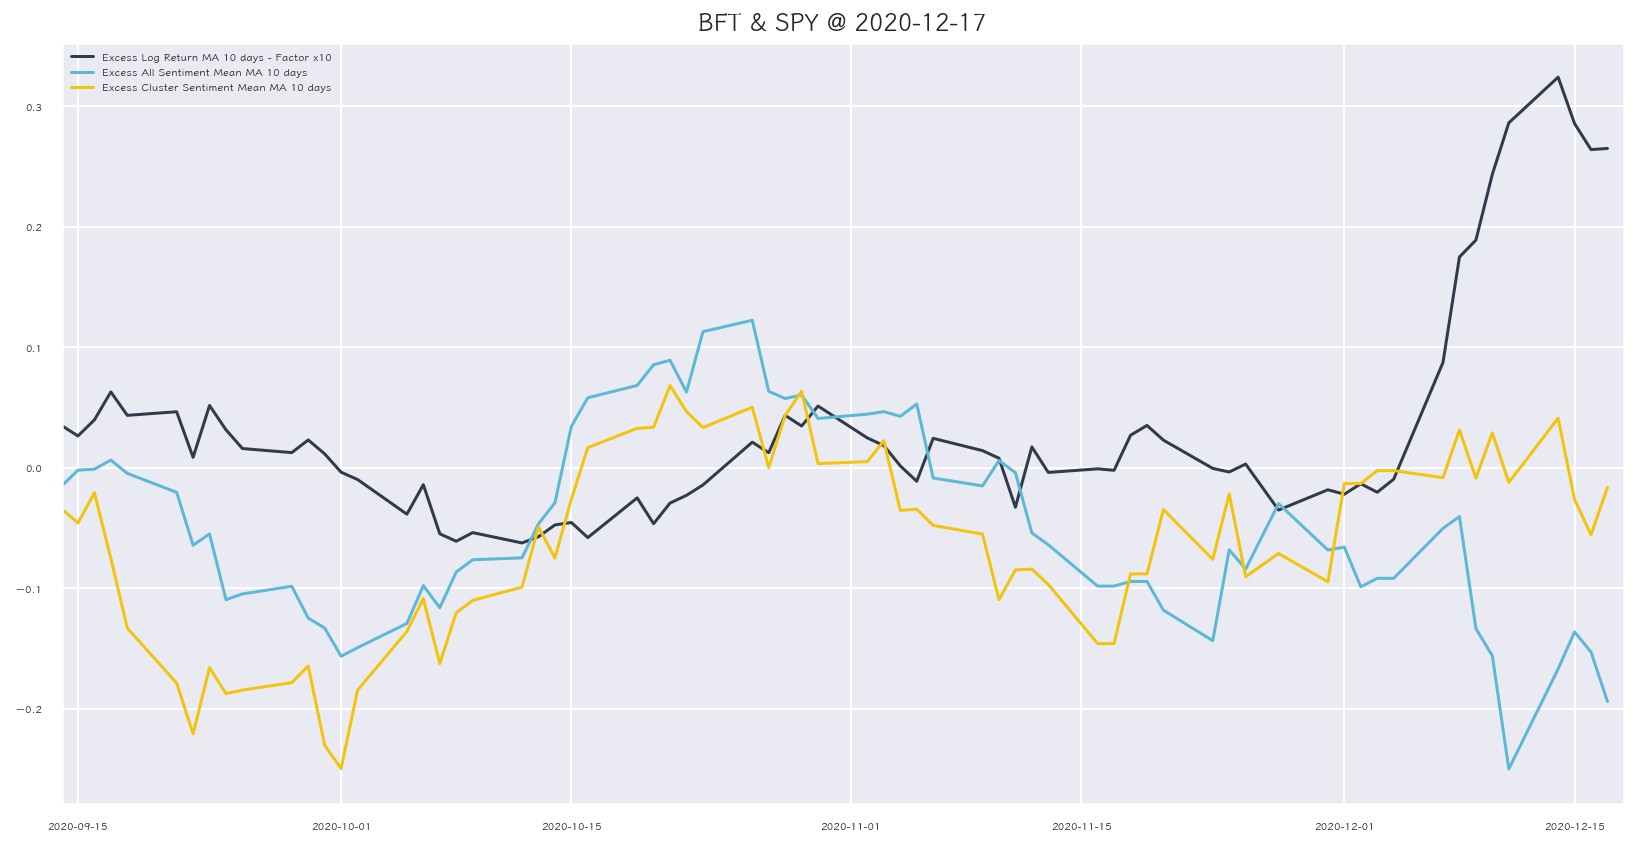 BFT & SPY @ 2020-12-17
Excess Log Return MA 10 days - Factor x10
Excess All Sentiment Mean MA 10 days
Excess Cluster Sentiment Mean MA 10 days
0.3
0.2
0.1
0.0
−0.1
−0.2
2020-09-15 2020-10-01 2020-10-15 2020-11-01 2020-11-15 2020-12-01 2020-12-15